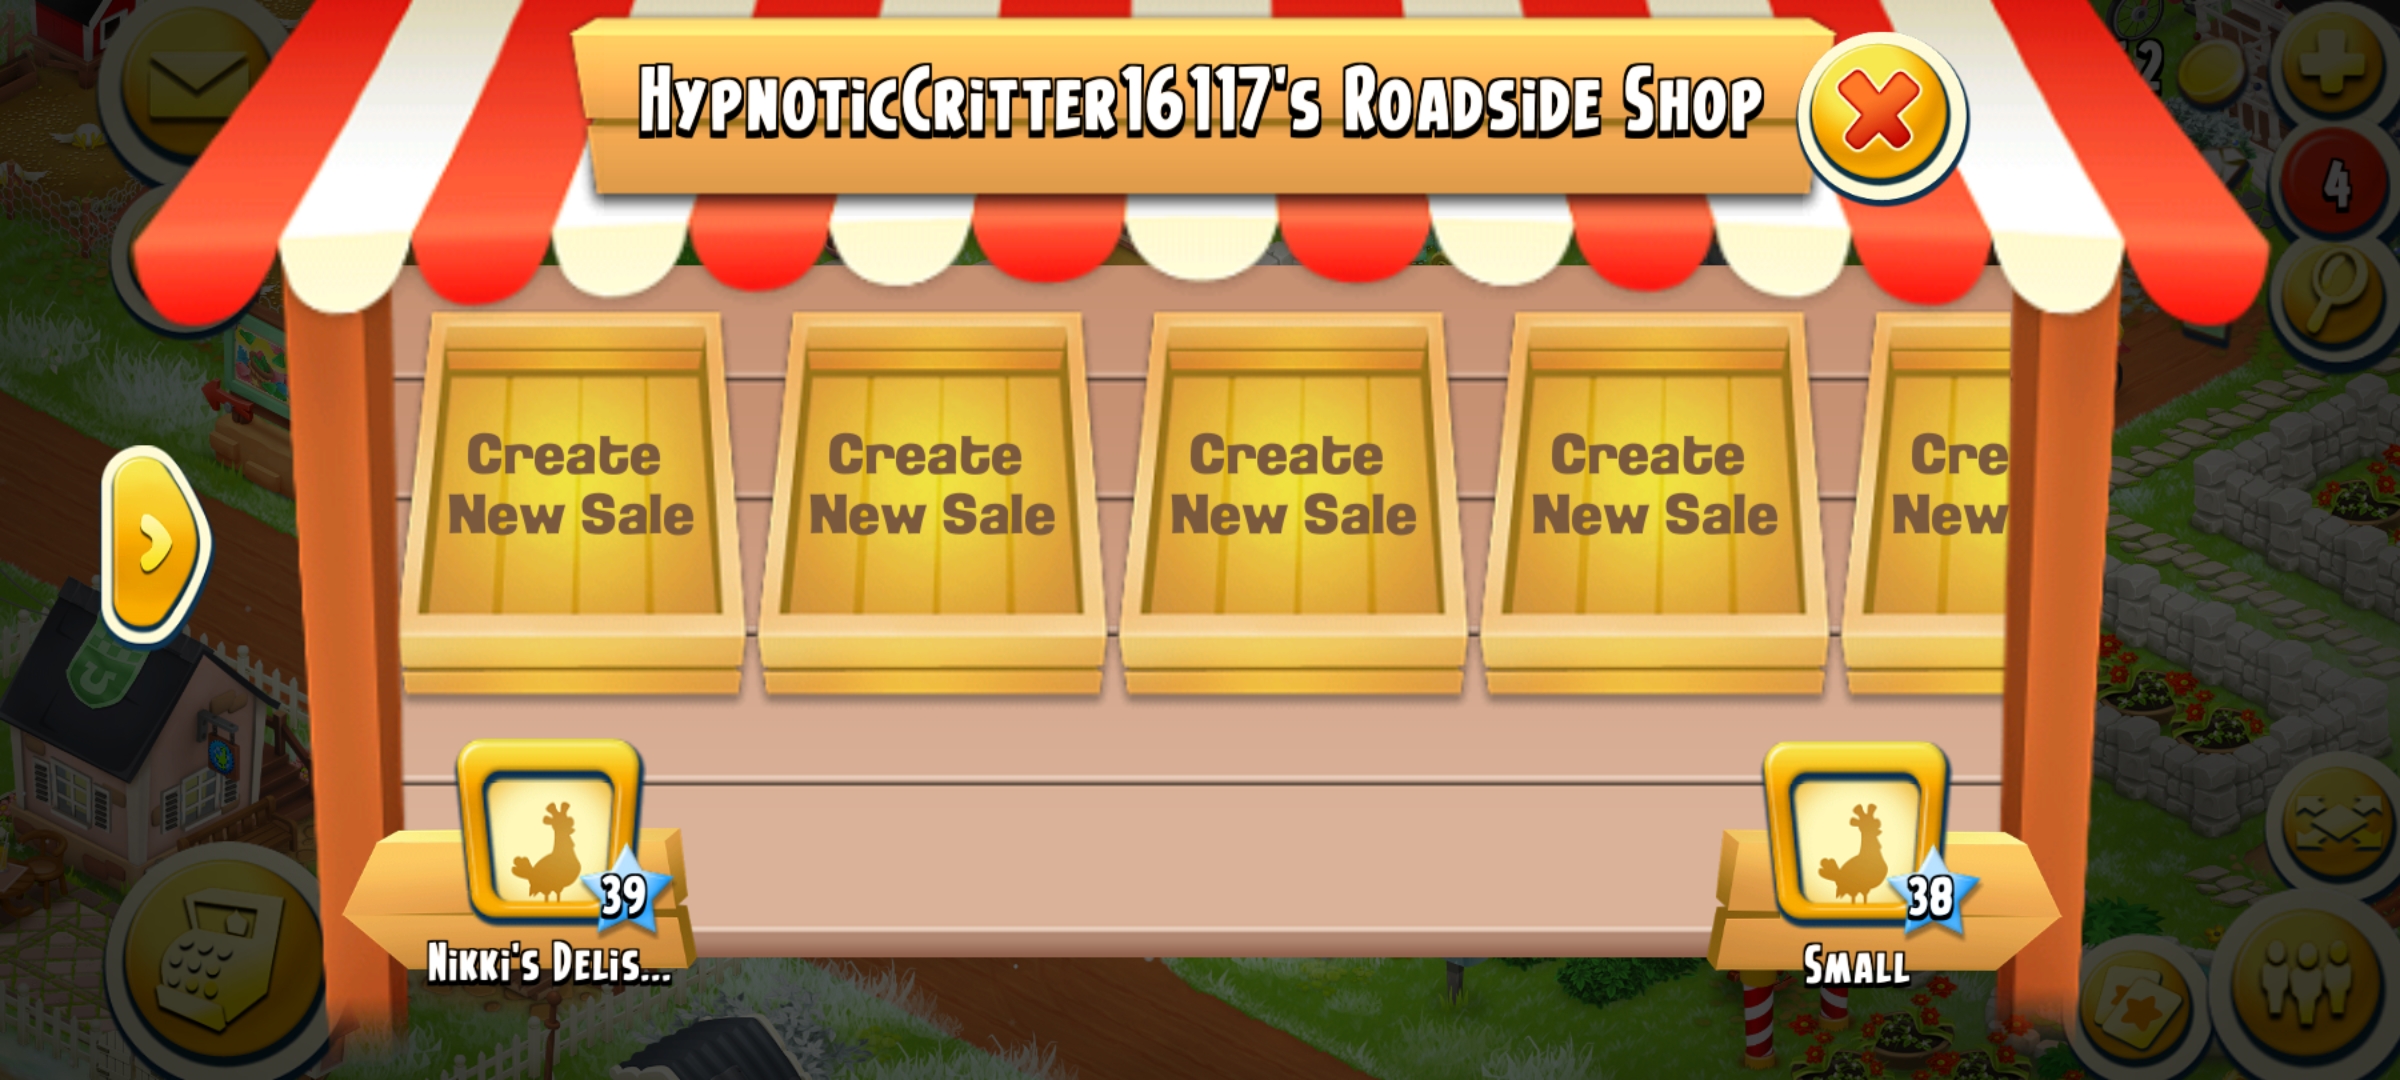 HypnoticCritter16117's Roadside Shop
2
4
Create
New Sale
Create
New Sale
Create
New Sale
Create
New Sale
Cre
New
39
Nikki's Delis...
38
Small